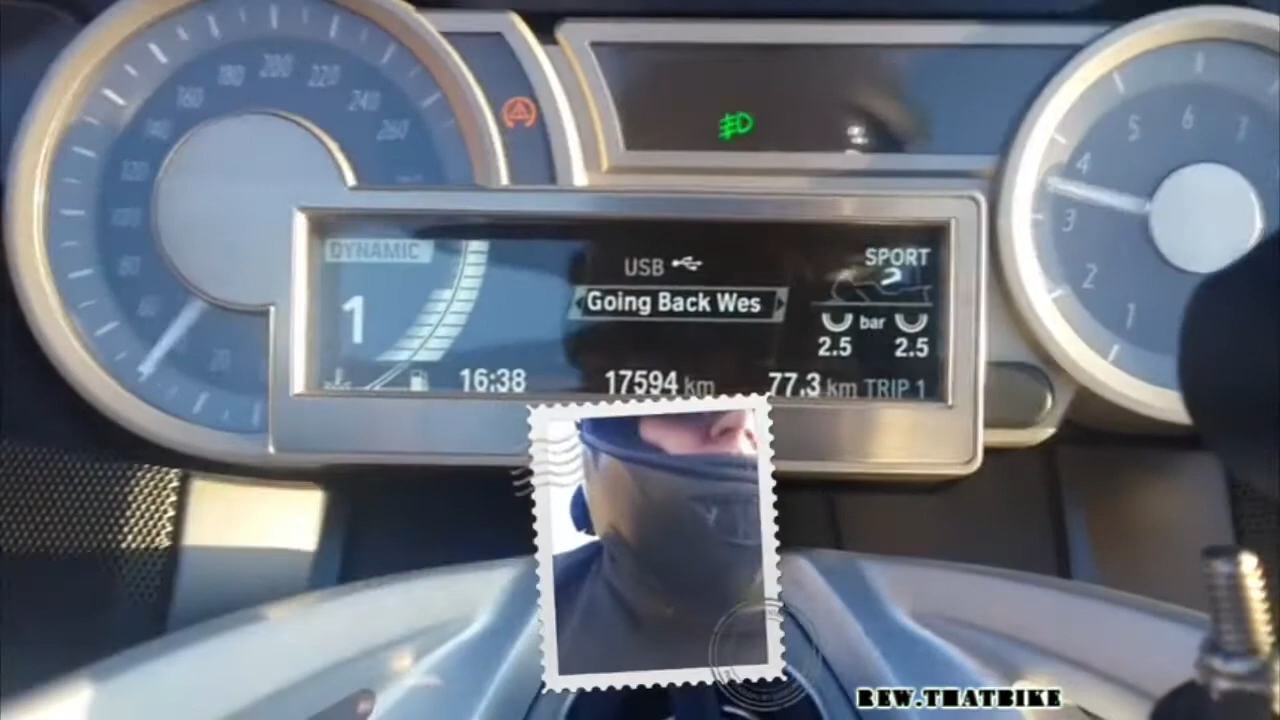 160 180 200 220 240 260
140
120
100
80
60
20
DYNAMIC
1
USB
Going Back Wes
SPORT
bar
2.5 2.5
16:38 17594 km 77.3 km TRIP 1
1 2 3 4 5 6 7
REW.THATBIKE